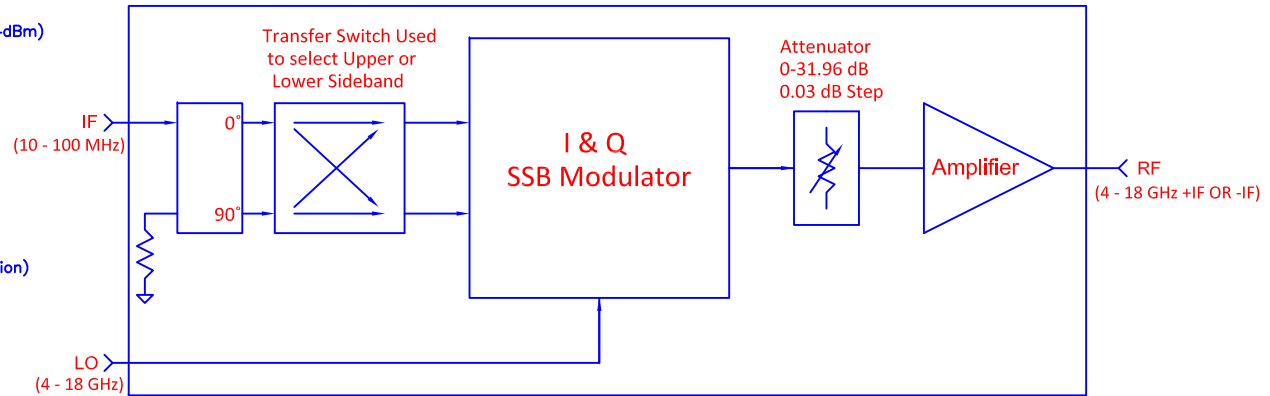 -dBm)
Transfer Switch Used
to select Upper or
Lower Sideband
Attenuator
0-31.96 dB
0.03 dB Step
IF
(10 - 100 MHz)
0°
90°
I & Q
SSB Modulator
Amplifier
RF
(4 - 18 GHz +IF OR -IF)
ion)
LO
(4 - 18 GHz)